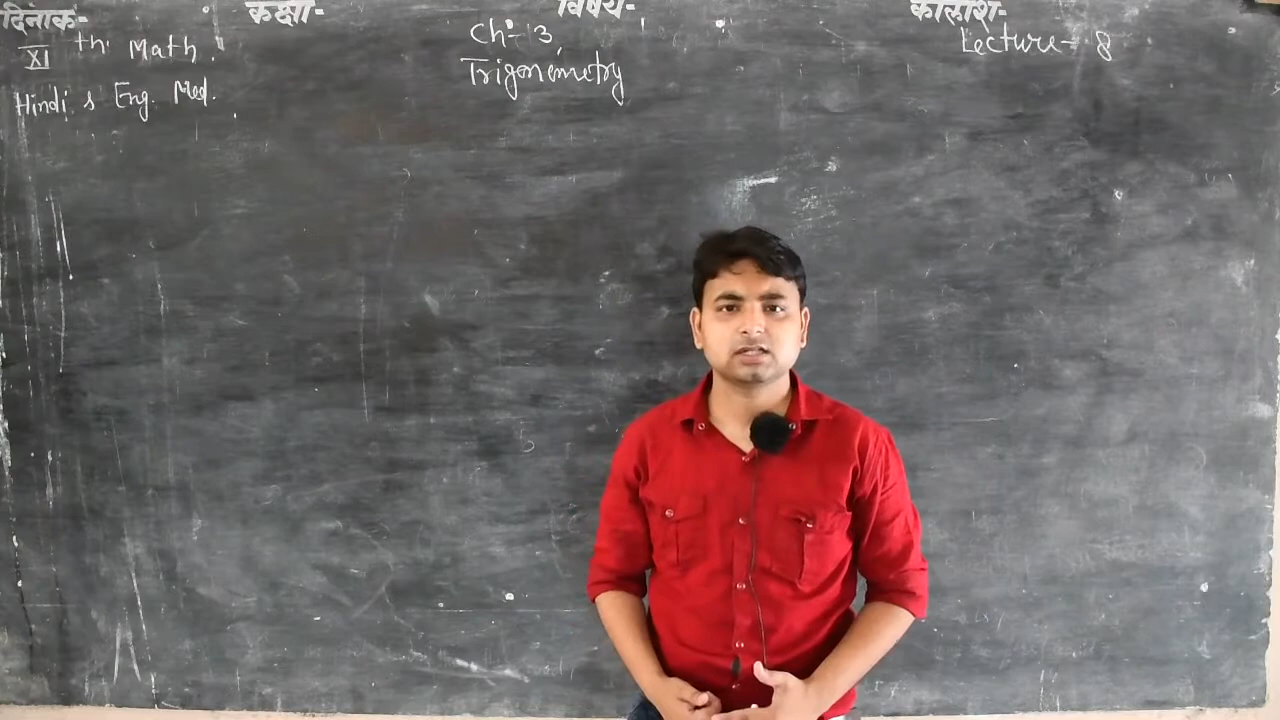 दिनांक- कक्षा- विषय- कालांश-
XI th Math. Ch- 3, Lecture- 8
Trigonometry
Hindi & Eng. Med.